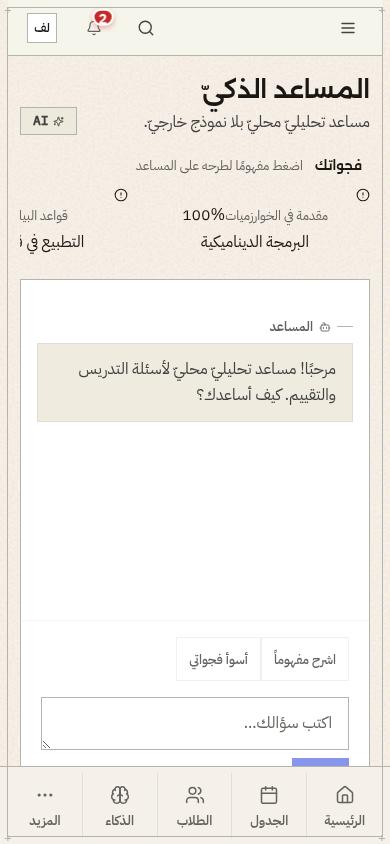 لف
2
المساعد الذكيّ
مساعد تحليليّ محليّ بلا نموذج خارجيّ.
AI
فجواتك
اضغط مفهومًا لطرحه على المساعد
مقدمة في الخوارزميات
100%
البرمجة الديناميكية
قواعد
التطبيع في
المساعد
مرحبًا! مساعد تحليليّ محليّ لأسئلة التدريس
والتقييم. كيف أساعدك؟
اشرح مفهوماً
أسوأ فجواتي
اكتب سؤالك...
الرئيسية
الجدول
الطلاب
الذكاء
المزيد